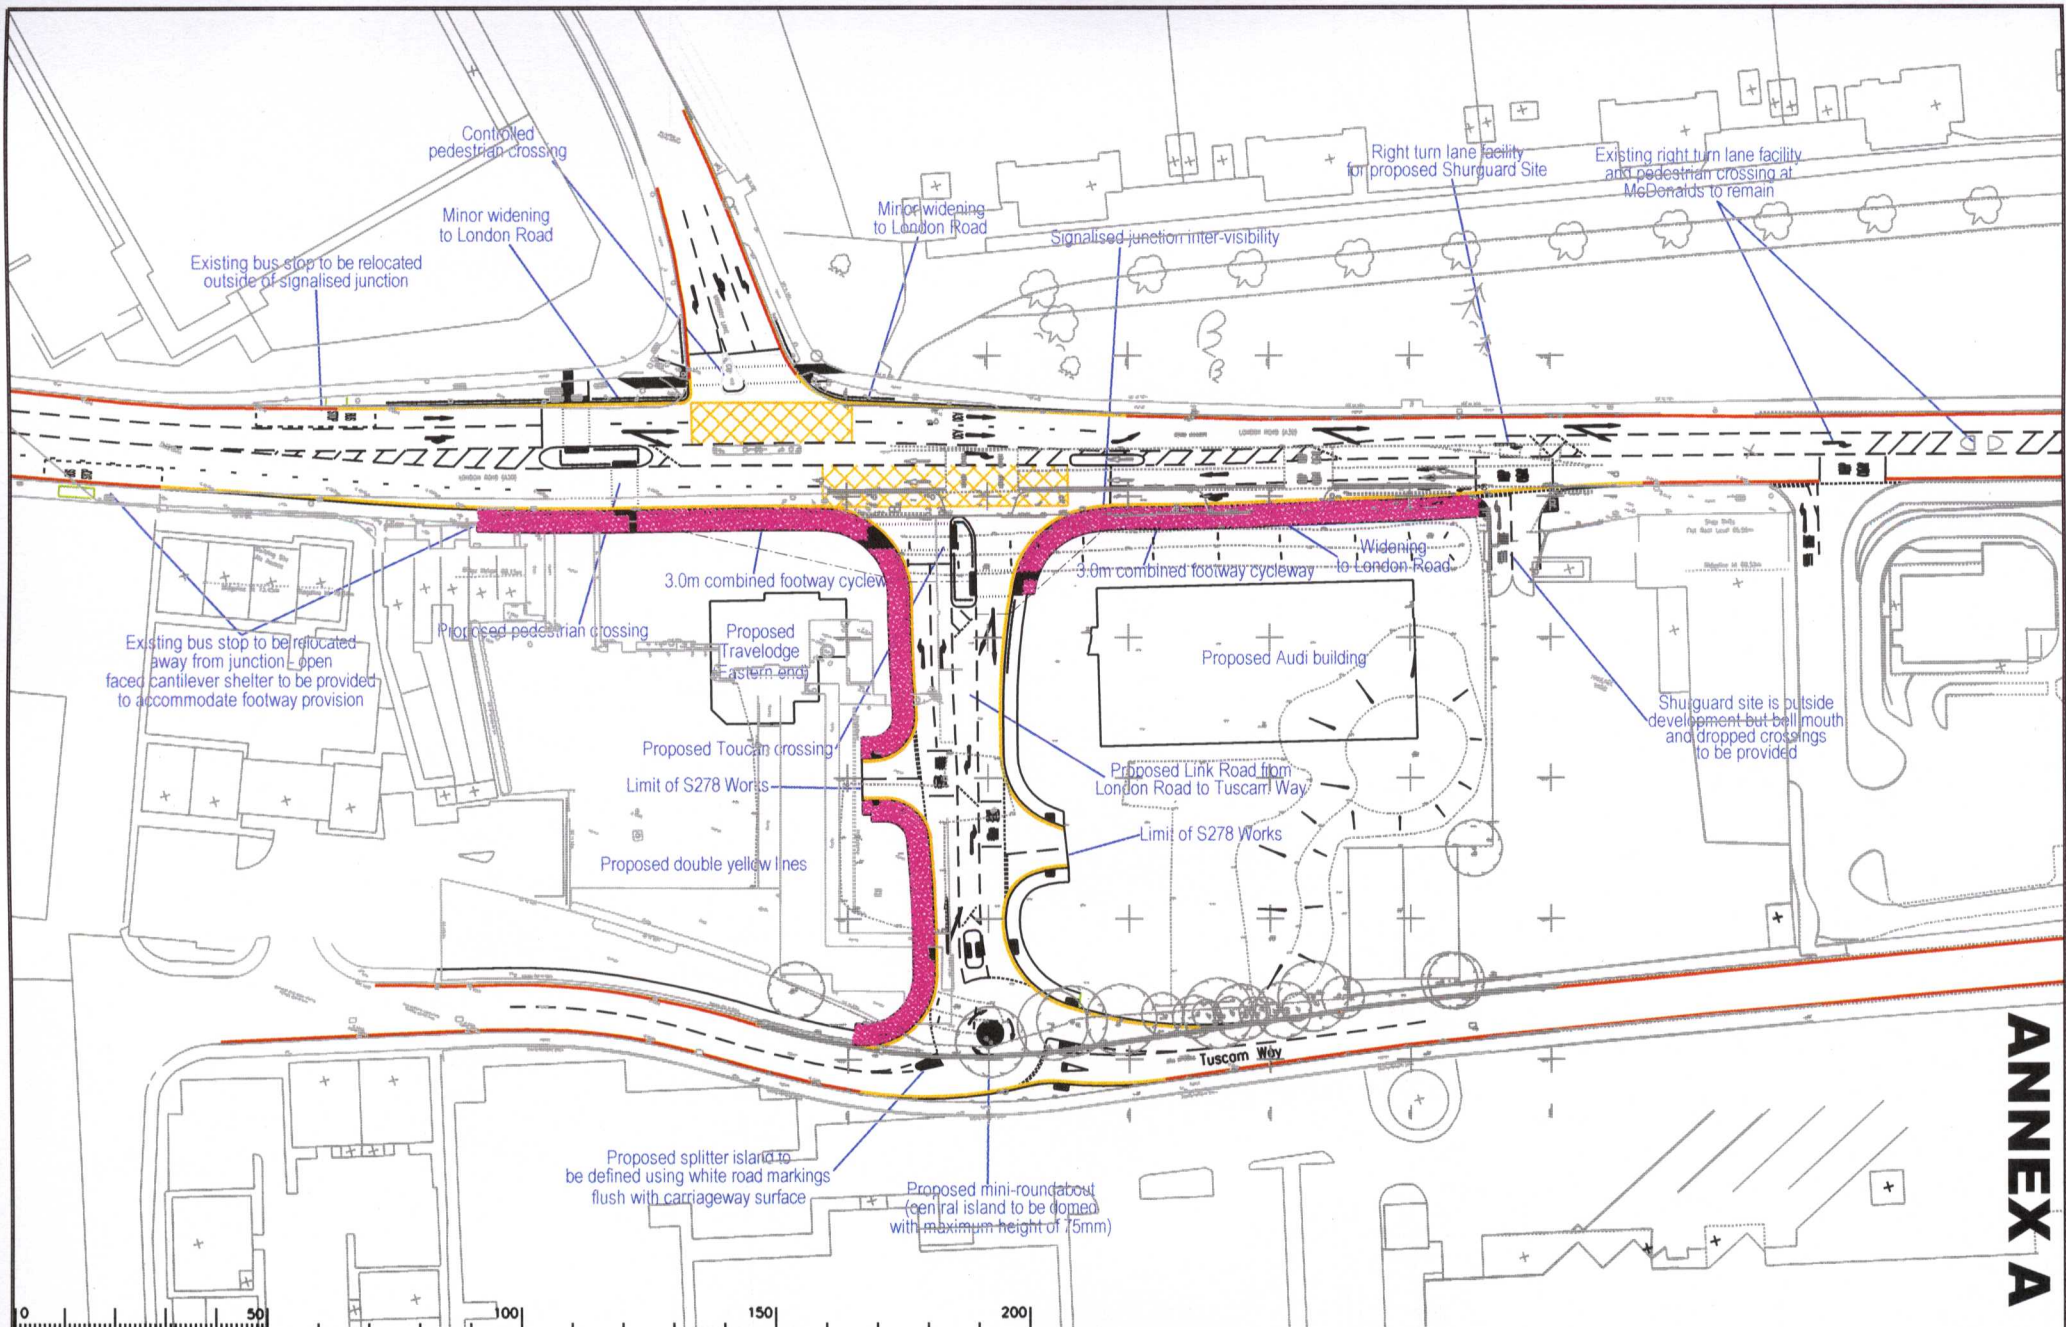 Controlled
pedestrian crossing
Minor widening
to London Road
Existing bus stop to be relocated
outside of signalised junction
Minor widening
to London Road
Signalised junction inter-visibility
Right turn lane facility
for proposed Shurguard Site
Existing right turn lane facility
and pedestrian crossing at
McDonalds to remain
LONDON ROAD (A30)
LONDON ROAD (A30)
3.0m combined footway cycleway
3.0m combined footway cycleway
Widening
to London Road
Proposed pedestrian crossing
Existing bus stop to be relocated
away from junction - open
faced cantilever shelter to be provided
to accommodate footway provision
Proposed
Travelodge
(Eastern end)
Proposed Audi building
Shurguard site is outside
development but bell mouth
and dropped crossings
to be provided
Proposed Toucan crossing
Limit of S278 Works
Proposed Link Road from
London Road to Tuscam Way
Limit of S278 Works
Proposed double yellow lines
Tuscam Way
Proposed splitter island to
be defined using white road markings
flush with carriageway surface
Proposed mini-roundabout
(central island to be domed
with maximum height of 75mm)
ANNEX A
0 50 100 150 200